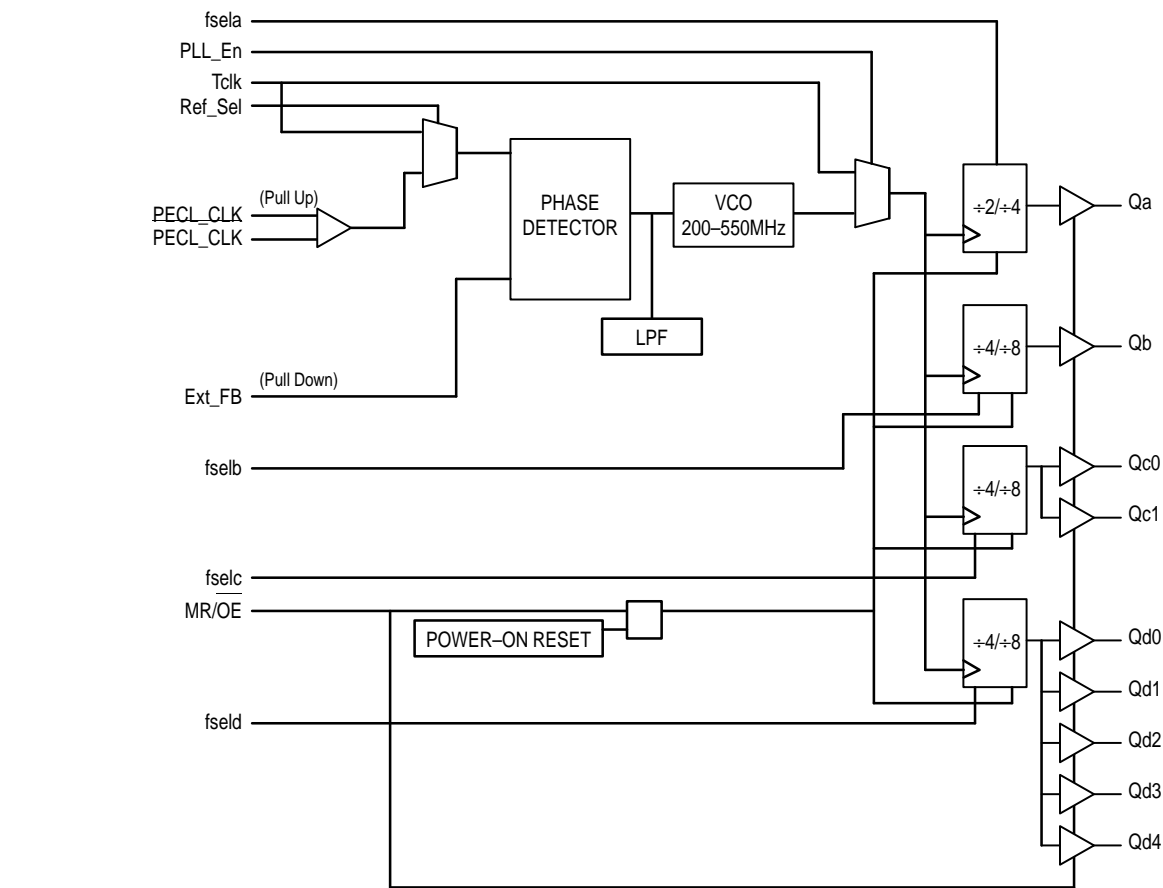 fsela
PLL_En
Tclk
Ref_Sel
(Pull Up)
PECL_CLK
PECL_CLK
PHASE
DETECTOR
VCO
200–550MHz
LPF
÷2/÷4
Qa
÷4/÷8
Qb
(Pull Down)
Ext_FB
fselb
÷4/÷8
Qc0
Qc1
fselc
MR/OE
POWER–ON RESET
÷4/÷8
Qd0
Qd1
fseld
Qd2
Qd3
Qd4